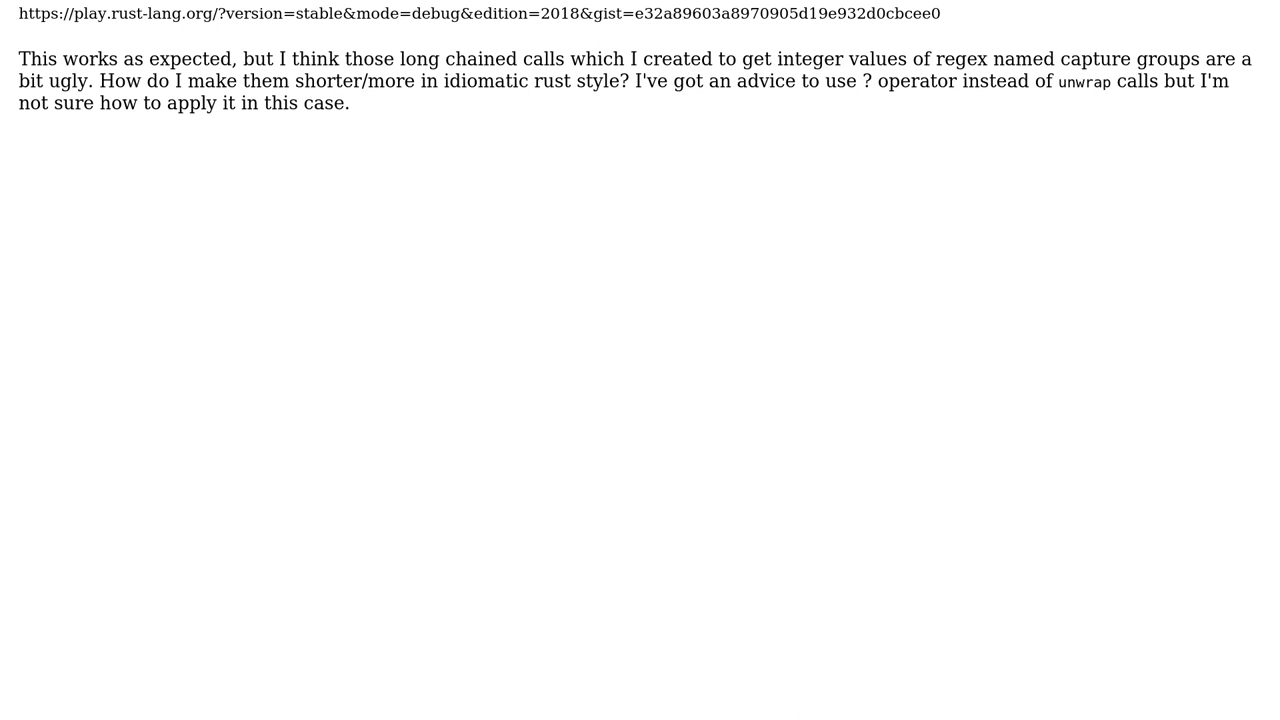 https://play.rust-lang.org/?version=stable&mode=debug&edition=2018&gist=e32a89603a8970905d19e932d0cbcee0
This works as expected, but I think those long chained calls which I created to get integer values of regex named capture groups are a
bit ugly. How do I make them shorter/more in idiomatic rust style? I've got an advice to use ? operator instead of unwrap calls but I'm
not sure how to apply it in this case.